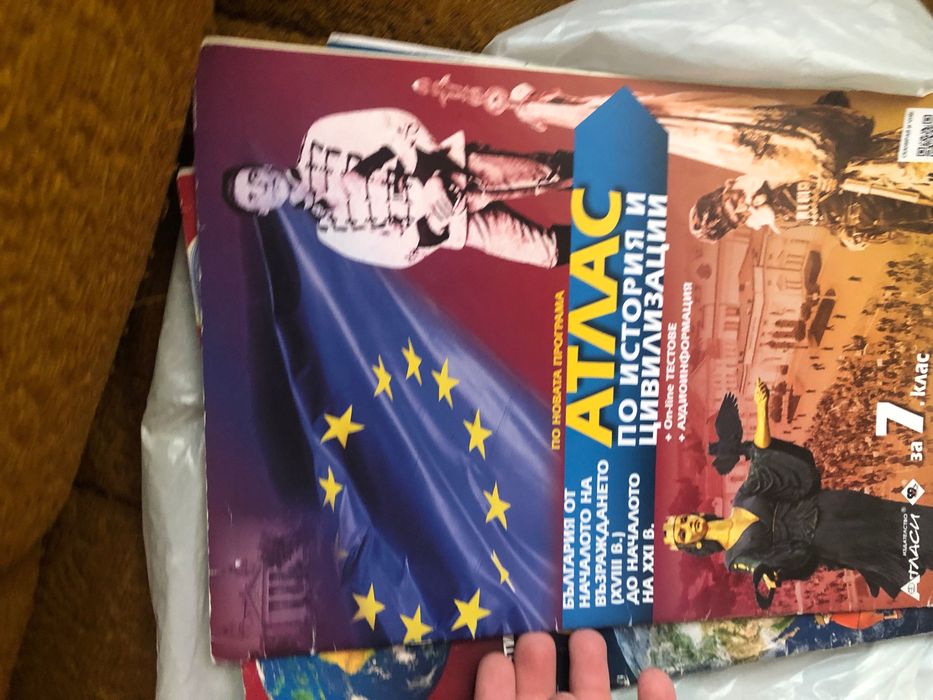 ПО НОВАТА ПРОГРАМА
АТЛАС
ПО ИСТОРИЯ И
ЦИВИЛИЗАЦИИ
+ On-line ТЕСТОВЕ
+ АУДИОИНФОРМАЦИЯ
БЪЛГАРИЯ ОТ
НАЧАЛОТО НА
ВЪЗРАЖДАНЕТО
(XVIII В.)
ДО НАЧАЛОТО
НА XXI В.
за 7. клас
ИЗДАТЕЛСТВО
АТЛАСИ